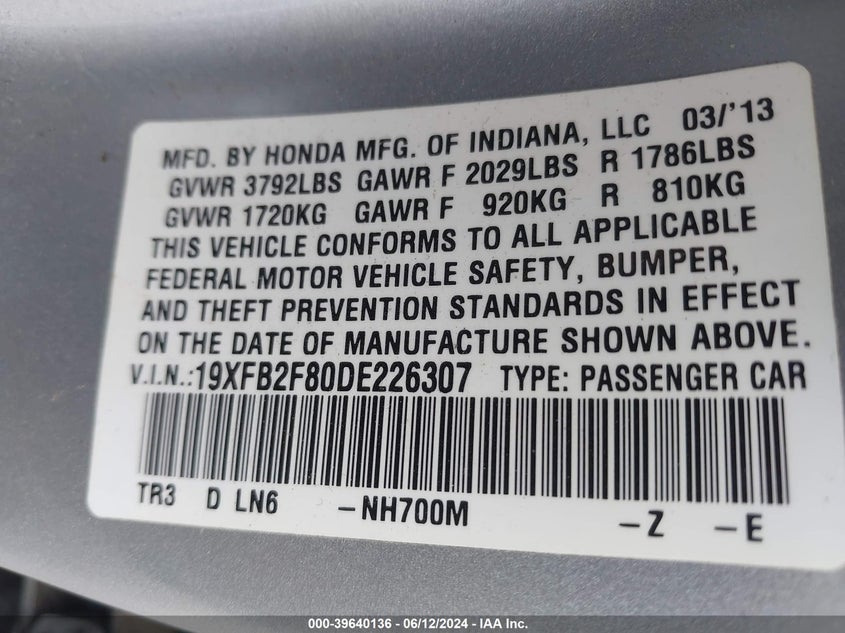 MFD. BY HONDA MFG. OF INDIANA, LLC 03/'13
GVWR 3792LBS GAWR F 2029LBS R 1786LBS
GVWR 1720KG GAWR F 920KG R 810KG
THIS VEHICLE CONFORMS TO ALL APPLICABLE
FEDERAL MOTOR VEHICLE SAFETY, BUMPER,
AND THEFT PREVENTION STANDARDS IN EFFECT
ON THE DATE OF MANUFACTURE SHOWN ABOVE.
V.I.N.:19XFB2F80DE226307 TYPE: PASSENGER CAR
TR3 D LN6 -NH700M -Z -E
000-39640136 - 06/12/2024 - IAA Inc.